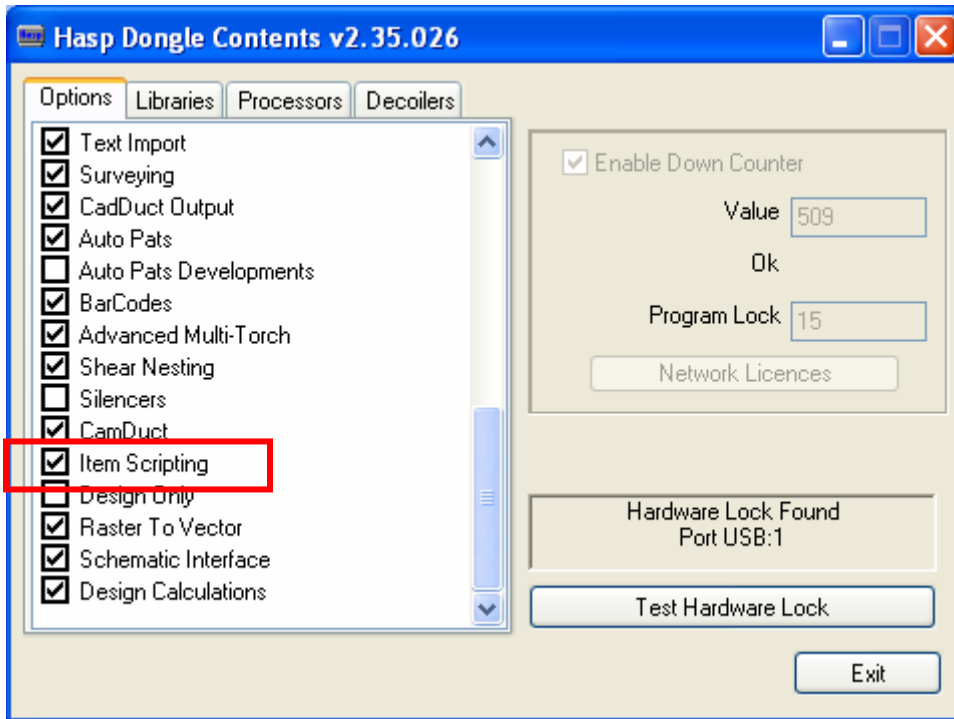 Hasp Dongle Contents v2.35.026
Options Libraries Processors Decoilers
Text Import
Surveying
CadDuct Output
Auto Pats
Auto Pats Developments
BarCodes
Advanced Multi-Torch
Shear Nesting
Silencers
CamDuct
Item Scripting
Design Only
Raster To Vector
Schematic Interface
Design Calculations
Enable Down Counter
Value 509
Ok
Program Lock 15
Network Licences
Hardware Lock Found
Port USB:1
Test Hardware Lock
Exit